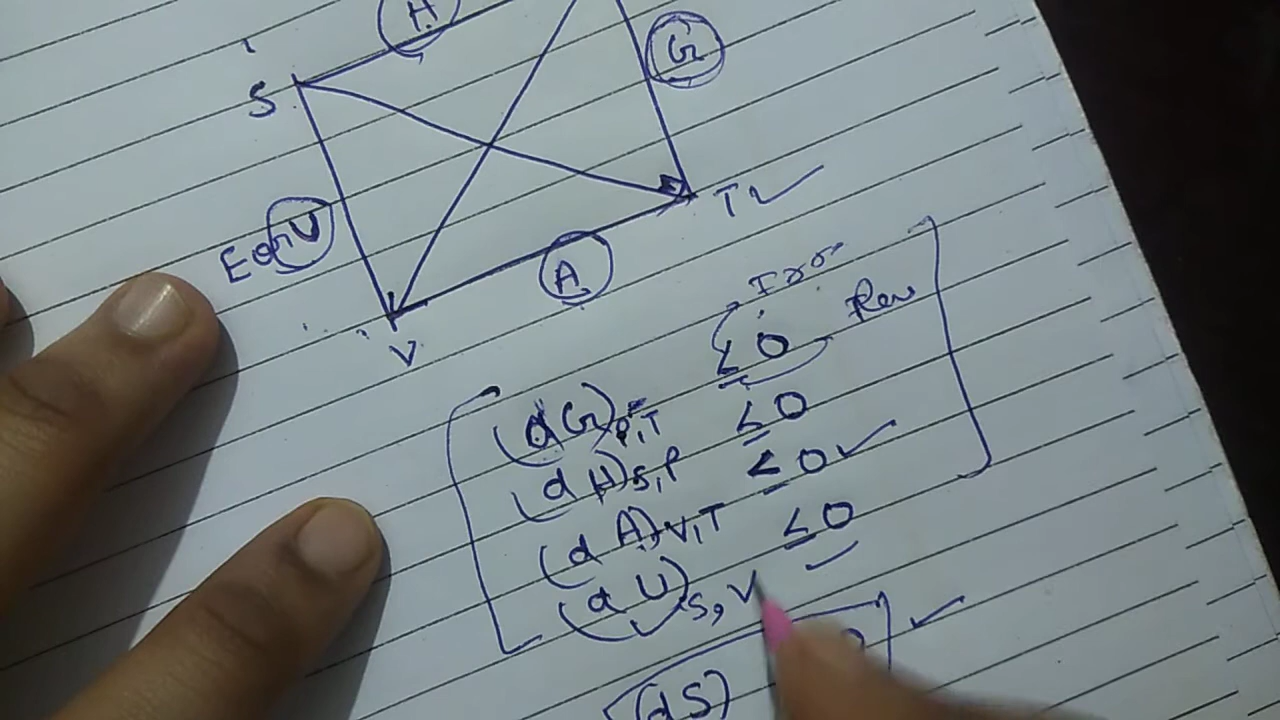 H
G
S
T
E or U
A
V
Irr
Rev
(dG)P,T ≤ 0
(dH)S,P ≤ 0
(dA)V,T ≤ 0
(dU)S,V ≤ 0
(dS)